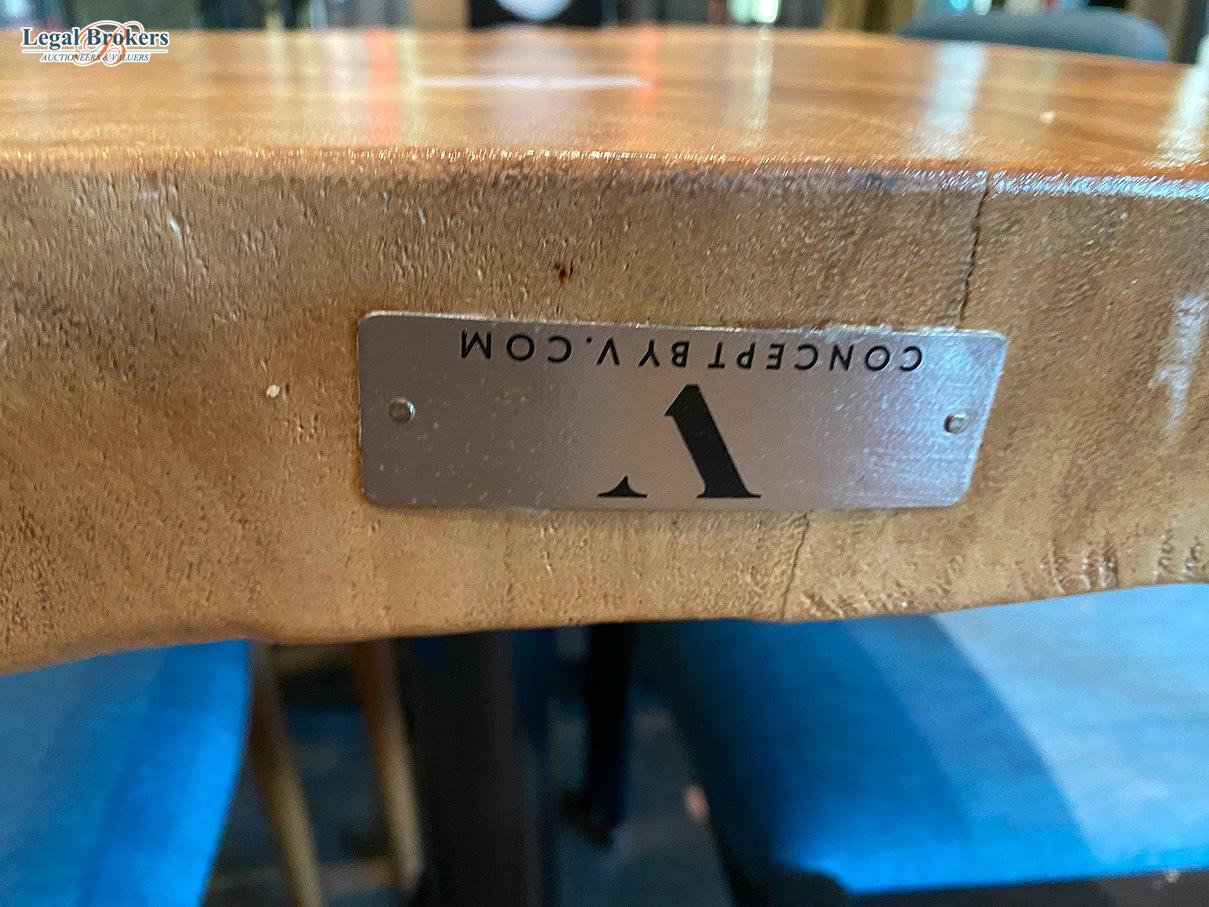 Legal Brokers
AUCTIONEERS & VALUERS
V
CONCEPT BY V.COM